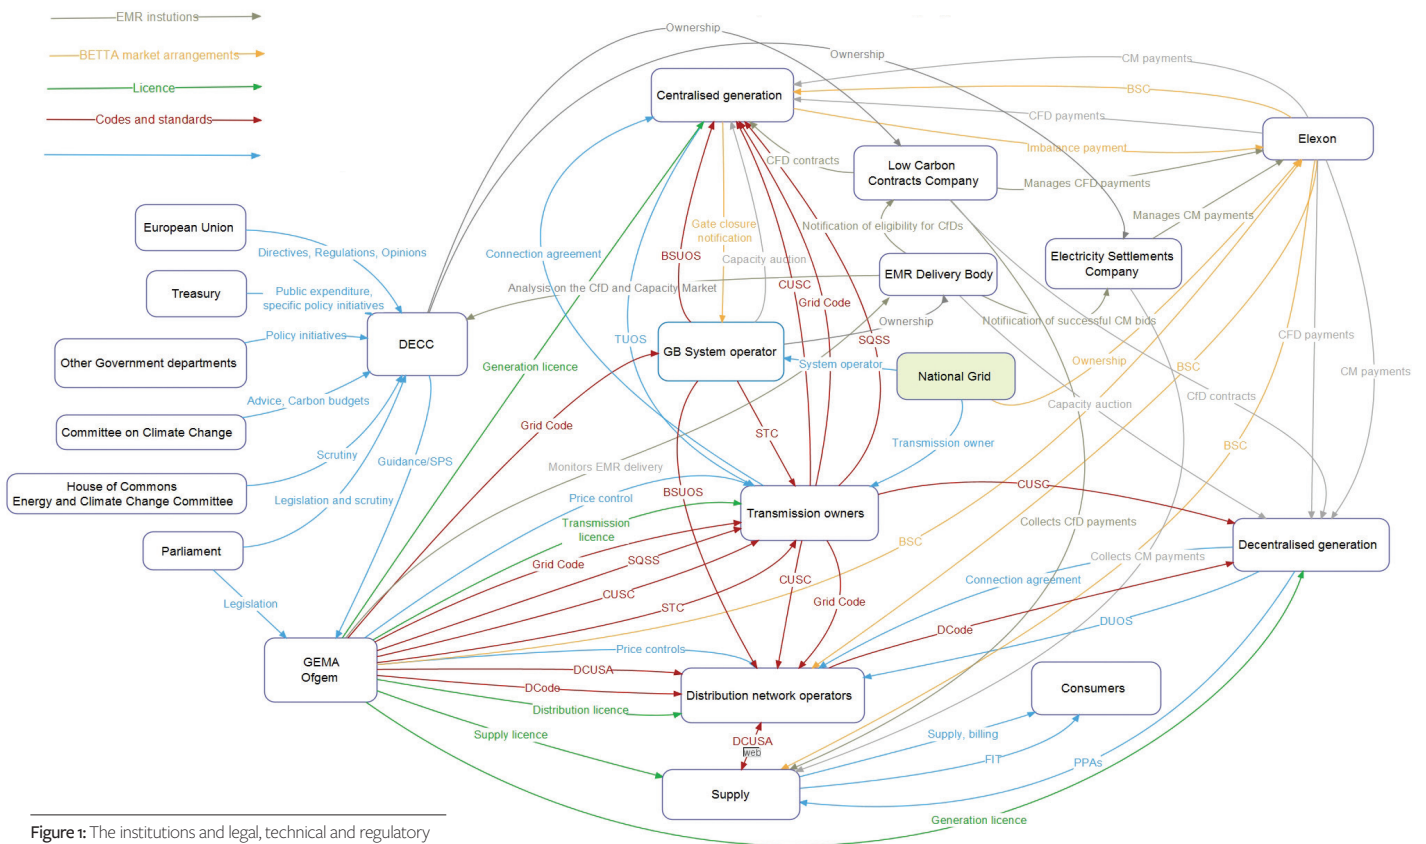 EMR instutions
BETTA market arrangements
Licence
Codes and standards
Ownership
Ownership
CM payments
BSC
CFD payments
Imbalance payment
Centralised generation
Elexon
CFD contracts
Low Carbon
Contracts Company
Manages CFD payments
Manages CM payments
European Union
Directives, Regulations, Opinions
Connection agreement
BSUOS
Gate closure
notification
Capacity auction
Notification of eligibility for CfDs
EMR Delivery Body
Electricity Settlements
Company
Treasury
Public expenditure,
specific policy initiatives
Analysis on the CfD and Capacity Market
CUSC
Grid Code
Ownership
Notifiication of successful CM bids
Policy initiatives
DECC
TUOS
GB System operator
SQSS
CFD payments
Other Government departments
Generation licence
System operator
National Grid
Ownership
BSC
CM payments
Advice, Carbon budgets
CfD contracts
Capacity auction
Committee on Climate Change
Grid Code
STC
Transmission owner
BSC
Scrutiny
Guidance/SPS
Monitors EMR delivery
House of Commons
Energy and Climate Change Committee
Legislation and scrutiny
Price control
BSUOS
CUSC
Transmission owners
Transmission
licence
Collects CfD payments
Parliament
BSC
Decentralised generation
Grid Code
SQSS
Collects CM payments
CUSC
Connection agreement
CUSC
Grid Code
Legislation
STC
DCode
DUOS
Price controls
GEMA
Ofgem
DCUSA
DCode
Distribution network operators
Consumers
Distribution licence
Supply licence
DCUSA
web
Supply, billing
FIT
PPAs
Supply
Generation licence
Figure 1: The institutions and legal, technical and regulatory